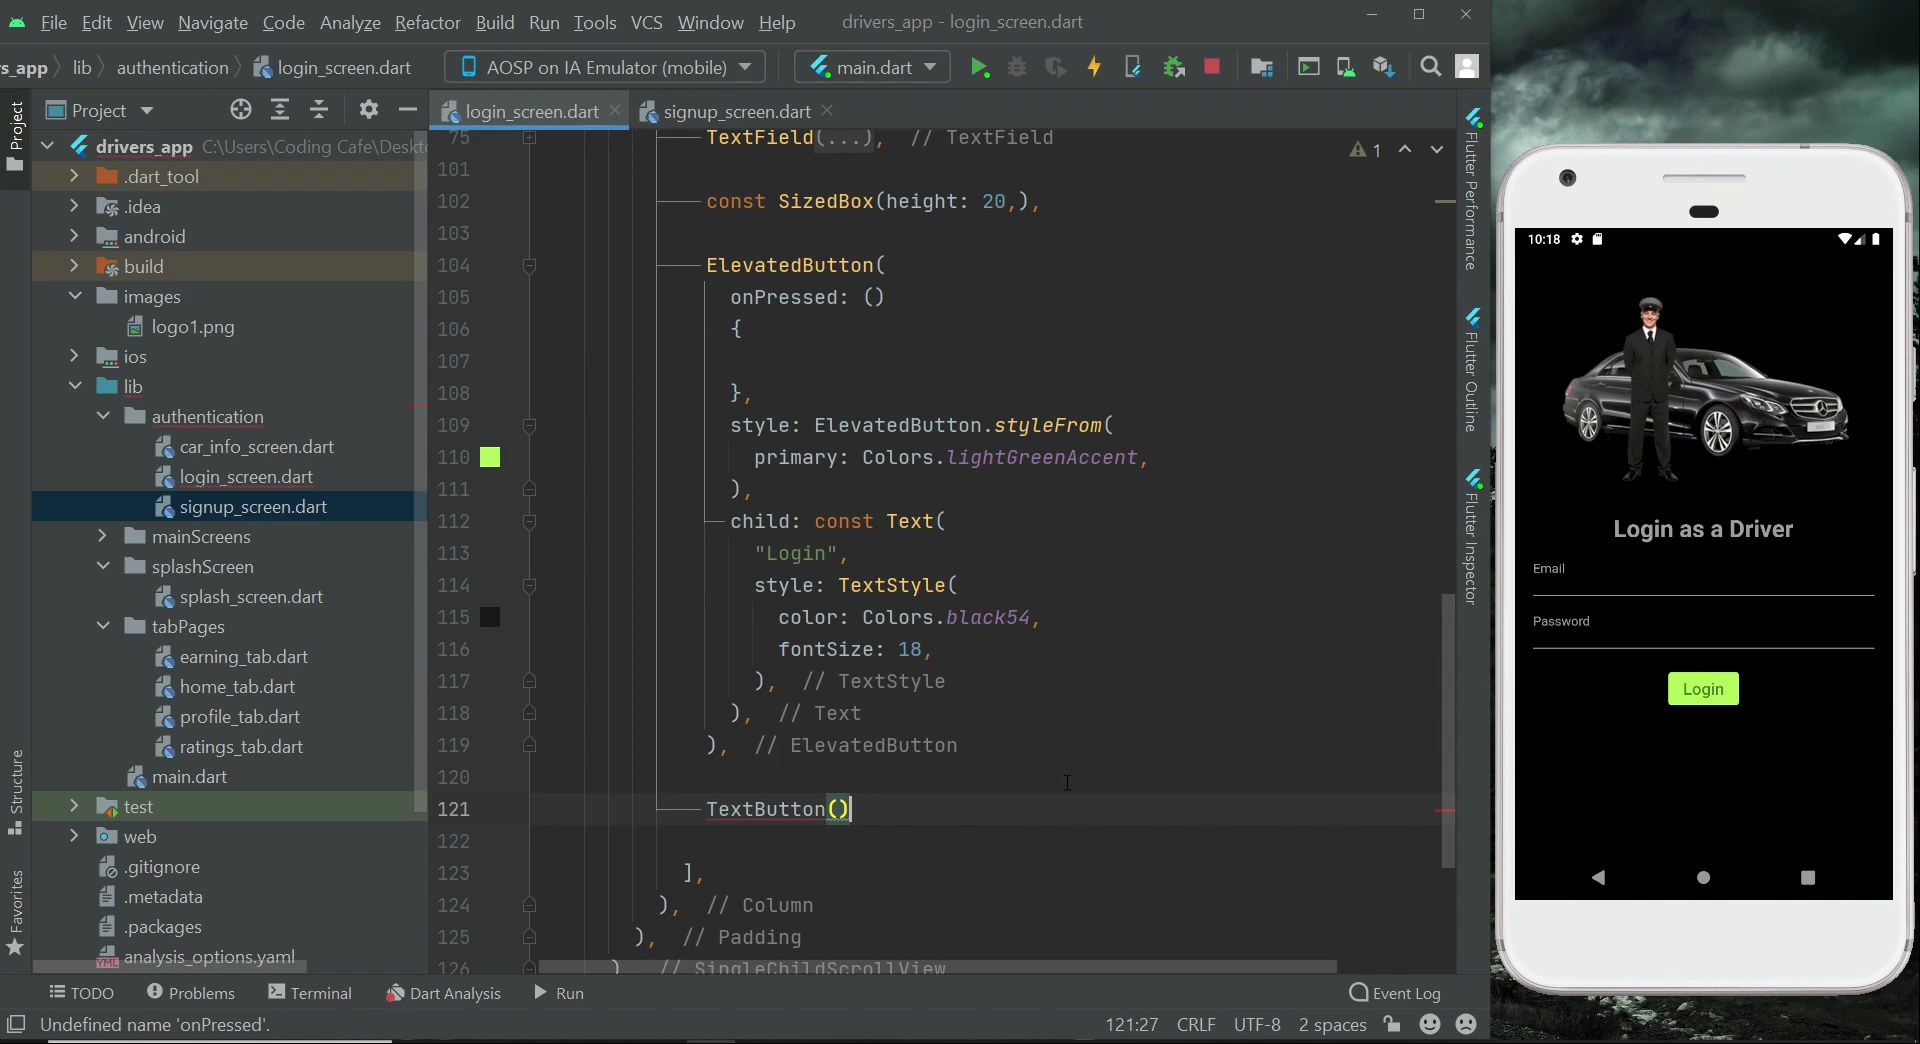 File Edit View Navigate Code Analyze Refactor Build Run Tools VCS Window Help drivers_app - login_screen.dart
s_app lib authentication login_screen.dart AOSP on IA Emulator (mobile) main.dart
Project
login_screen.dart signup_screen.dart
Project
drivers_app C:\Users\Coding Cafe\Deskto
.dart_tool
.idea
android
build
images
logo1.png
ios
lib
authentication
car_info_screen.dart
login_screen.dart
signup_screen.dart
mainScreens
splashScreen
splash_screen.dart
tabPages
earning_tab.dart
home_tab.dart
profile_tab.dart
ratings_tab.dart
main.dart
test
web
.gitignore
.metadata
.packages
analysis_options.yaml
Structure
Favorites
75 TextField(...), // TextField
101
102 const SizedBox(height: 20,),
103
104 ElevatedButton(
105 onPressed: ()
106 {
107
108 },
109 style: ElevatedButton.styleFrom(
110 primary: Colors.lightGreenAccent,
111 ),
112 child: const Text(
113 "Login",
114 style: TextStyle(
115 color: Colors.black54,
116 fontSize: 18,
117 ), // TextStyle
118 ), // Text
119 ), // ElevatedButton
120
121 TextButton()
122
123 ],
124 ), // Column
125 ), // Padding
126 ) // SingleChildScrollView
1
Flutter Performance
Flutter Outline
Flutter Inspector
TODO Problems Terminal Dart Analysis Run Event Log
Undefined name 'onPressed'. 121:27 CRLF UTF-8 2 spaces
10:18
Login as a Driver
Email
Password
Login